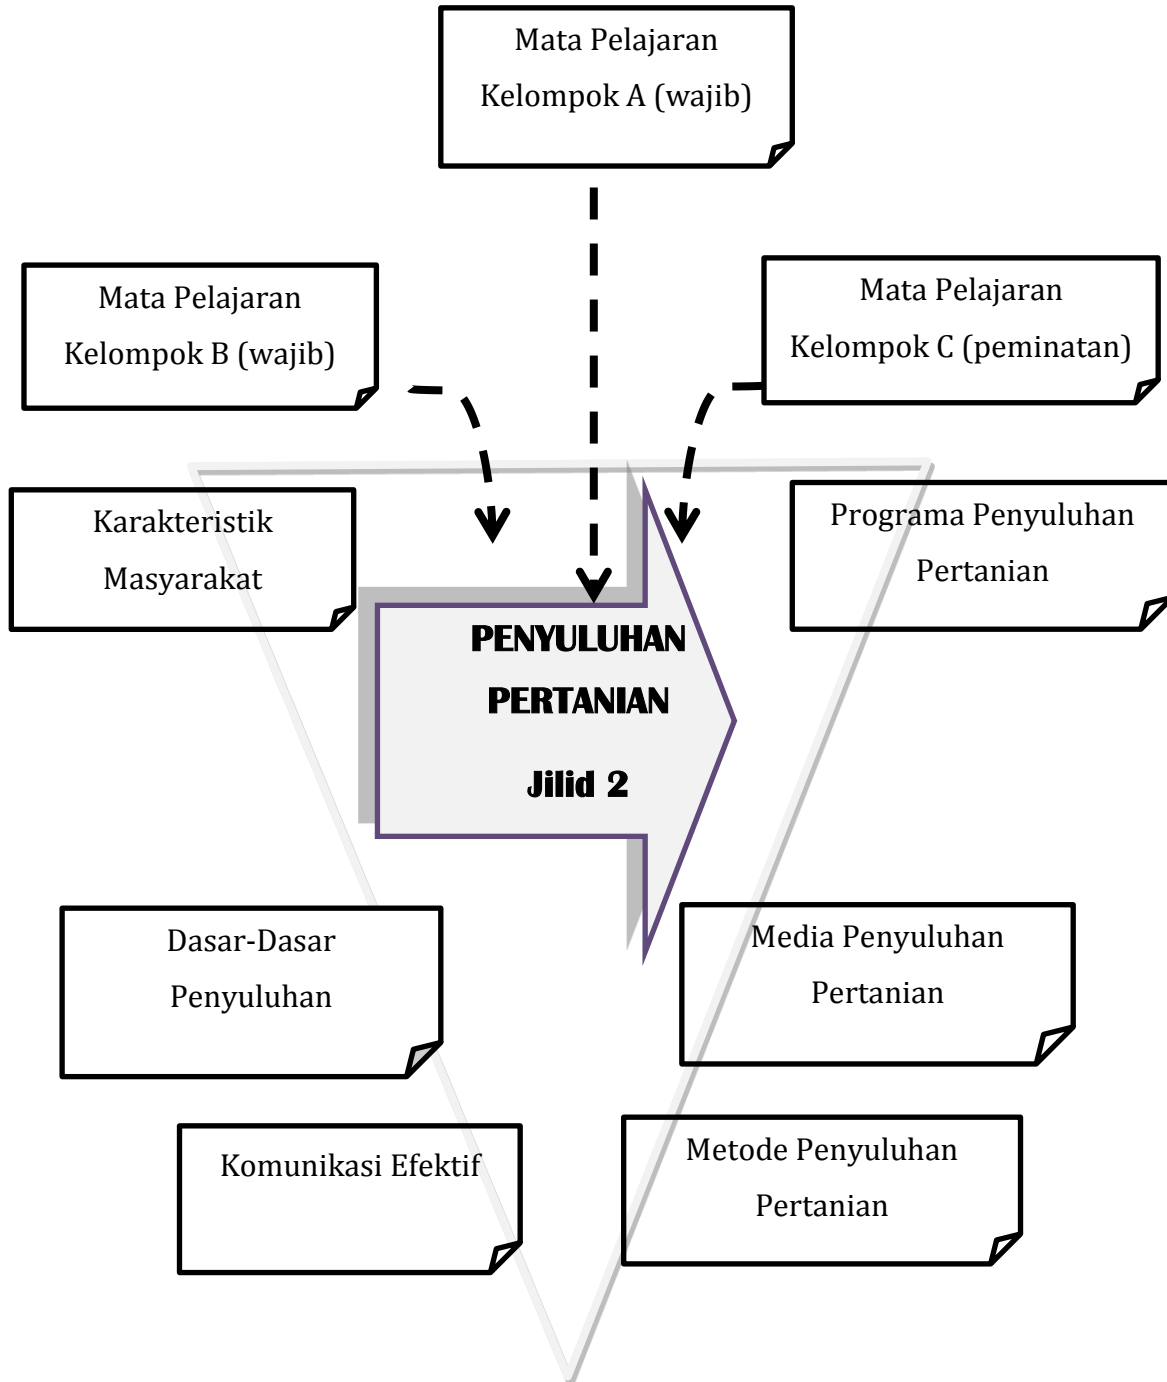 Mata Pelajaran
Kelompok A (wajib)
Mata Pelajaran
Kelompok B (wajib)
Mata Pelajaran
Kelompok C (peminatan)
Karakteristik
Masyarakat
Programa Penyuluhan
Pertanian
PENYULUHAN
PERTANIAN
Jilid 2
Dasar-Dasar
Penyuluhan
Media Penyuluhan
Pertanian
Komunikasi Efektif
Metode Penyuluhan
Pertanian